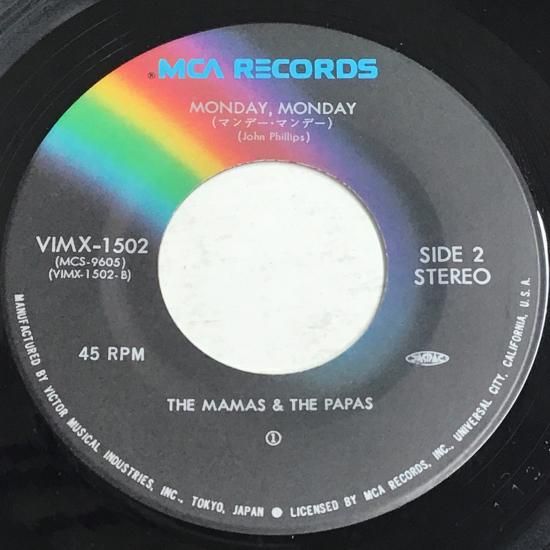 ®MCA RECORDS
MONDAY, MONDAY
(マンデー・マンデー)
(John Phillips)
VIMX-1502
(MCS-9605)
(VIMX-1502-B)
SIDE 2
STEREO
45 RPM
THE MAMAS & THE PAPAS
①
MANUFACTURED BY VICTOR MUSICAL INDUSTRIES, INC., TOKYO, JAPAN ● LICENSED BY MCA RECORDS, INC., UNIVERSAL CITY, CALIFORNIA, U.S.A.